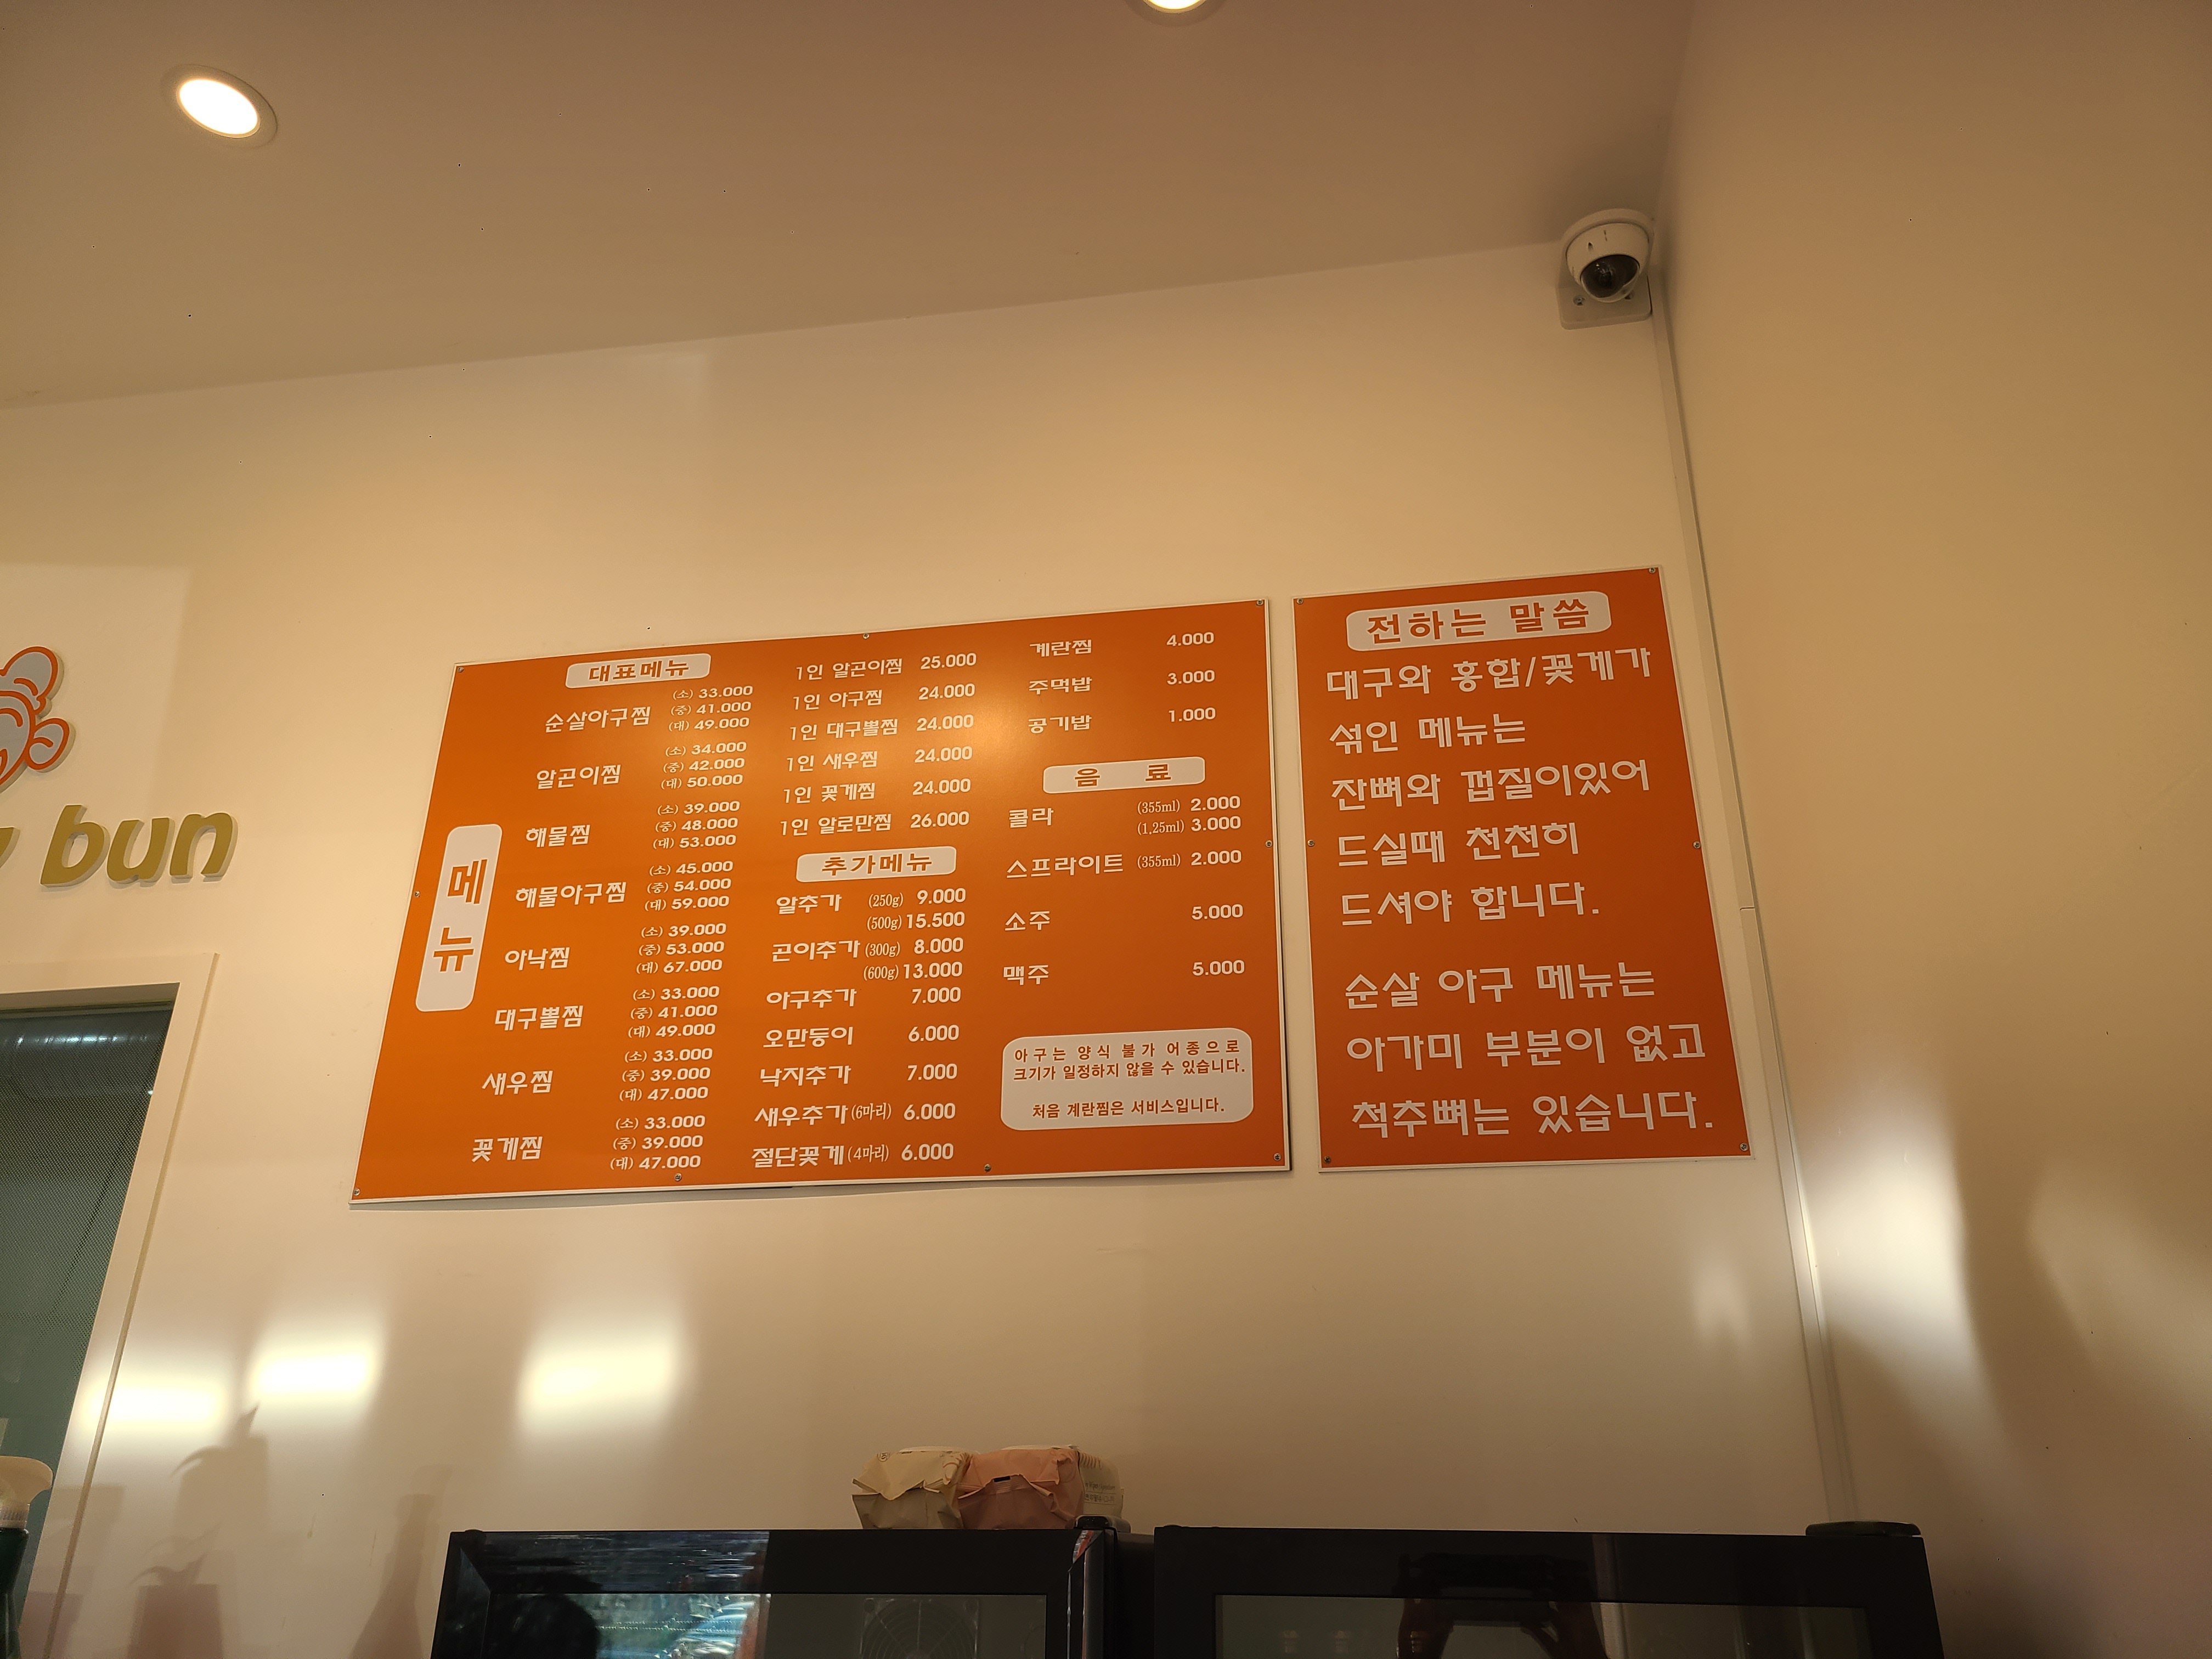 bun
메뉴
대표메뉴
순살아구찜 (소) 33.000
(중) 41.000
(대) 49.000
알곤이찜 (소) 34.000
(중) 42.000
(대) 50.000
해물찜 (소) 39.000
(중) 48.000
(대) 53.000
해물아구찜 (소) 45.000
(중) 54.000
(대) 59.000
아낙찜 (소) 39.000
(중) 53.000
(대) 67.000
대구뽈찜 (소) 33.000
(중) 41.000
(대) 49.000
새우찜 (소) 33.000
(중) 39.000
(대) 47.000
꽃게찜 (소) 33.000
(중) 39.000
(대) 47.000
1인 알곤이찜 25.000
1인 아구찜 24.000
1인 대구뽈찜 24.000
1인 새우찜 24.000
1인 꽃게찜 24.000
1인 알로만찜 26.000
추가메뉴
알추가 (250g) 9.000
(500g) 15.500
곤이추가 (300g) 8.000
(600g) 13.000
아구추가 7.000
오만둥이 6.000
낙지추가 7.000
새우추가 (6마리) 6.000
절단꽃게 (4마리) 6.000
계란찜 4.000
주먹밥 3.000
공기밥 1.000
음 료
콜라 (355ml) 2.000
(1.25ml) 3.000
스프라이트 (355ml) 2.000
소주 5.000
맥주 5.000
아구는 양식 불가 어종으로
크기가 일정하지 않을 수 있습니다.
처음 계란찜은 서비스입니다.
전하는 말씀
대구와 홍합/꽃게가
섞인 메뉴는
잔뼈와 껍질이있어
드실때 천천히
드셔야 합니다.
순살 아구 메뉴는
아가미 부분이 없고
척추뼈는 있습니다.